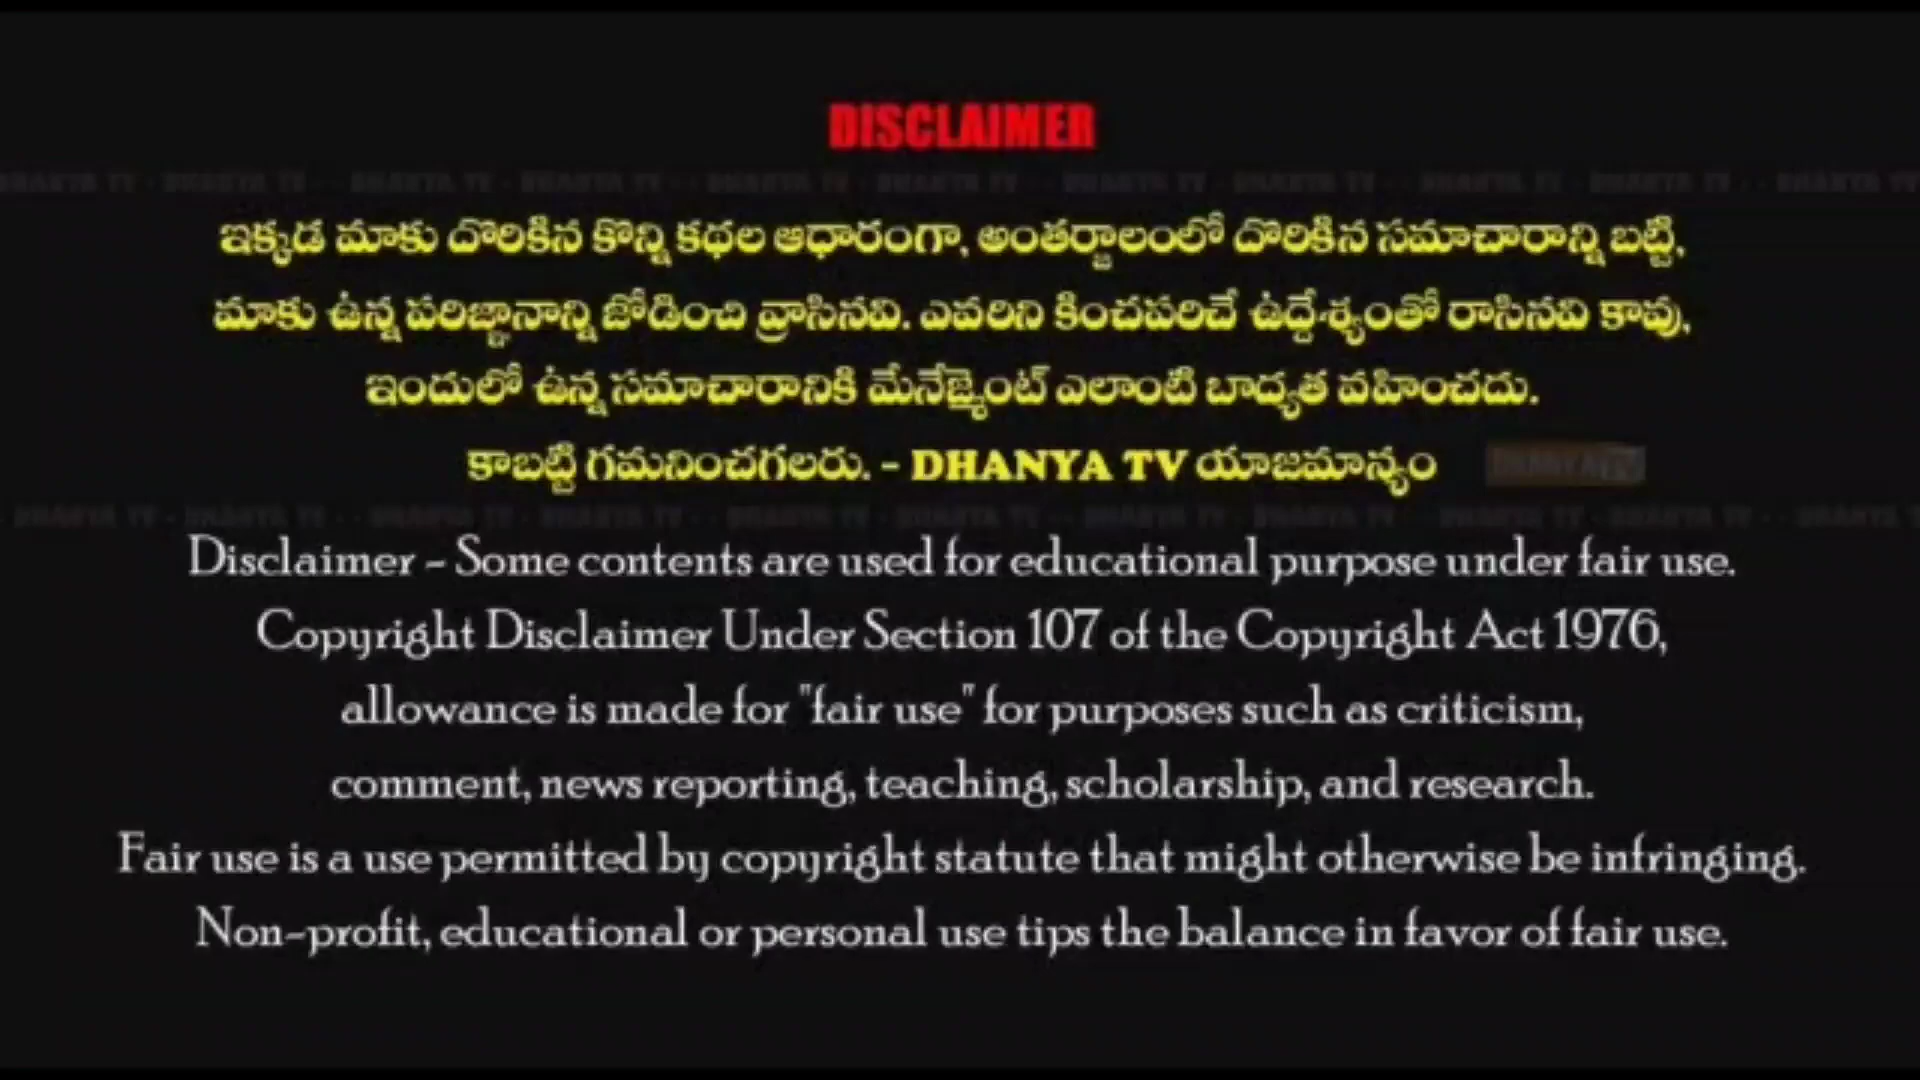 DISCLAIMER
ఇక్కడ మాకు దొరికిన కొన్ని కథల ఆధారంగా, అంతర్జాలంలో దొరికిన సమాచారాన్ని బట్టి,
మాకు ఉన్న పరిజ్ఞానాన్ని జోడించి వ్రాసినవి. ఎవరిని కించపరిచే ఉద్దేశ్యంతో రాసినవి కావు,
ఇందులో ఉన్న సమాచారానికి మేనేజ్మెంట్ ఎలాంటి బాద్యత వహించదు.
కాబట్టి గమనించగలరు. - DHANYA TV యాజమాన్యం
Disclaimer - Some contents are used for educational purpose under fair use.
Copyright Disclaimer Under Section 107 of the Copyright Act 1976,
allowance is made for "fair use" for purposes such as criticism,
comment, news reporting, teaching, scholarship, and research.
Fair use is a use permitted by copyright statute that might otherwise be infringing.
Non-profit, educational or personal use tips the balance in favor of fair use.